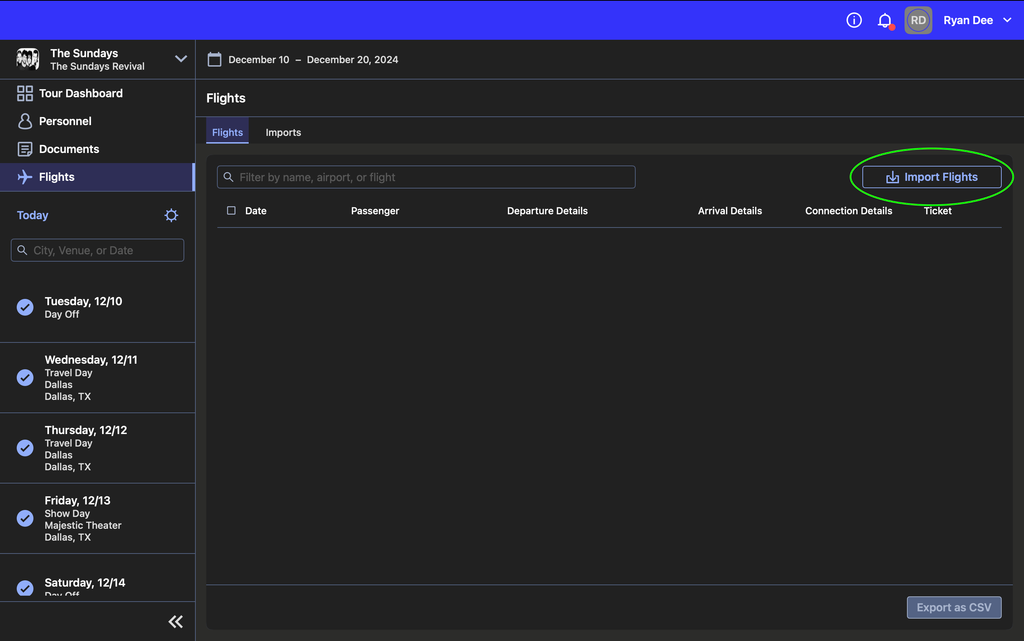 RD
Ryan Dee
The Sundays
The Sundays Revival
December 10 – December 20, 2024
Tour Dashboard
Personnel
Documents
Flights
Today
City, Venue, or Date
Tuesday, 12/10
Day Off
Wednesday, 12/11
Travel Day
Dallas
Dallas, TX
Thursday, 12/12
Travel Day
Dallas
Dallas, TX
Friday, 12/13
Show Day
Majestic Theater
Dallas, TX
Saturday, 12/14
Day Off
Flights
Flights Imports
Filter by name, airport, or flight
Import Flights
Date Passenger Departure Details Arrival Details Connection Details Ticket
Export as CSV